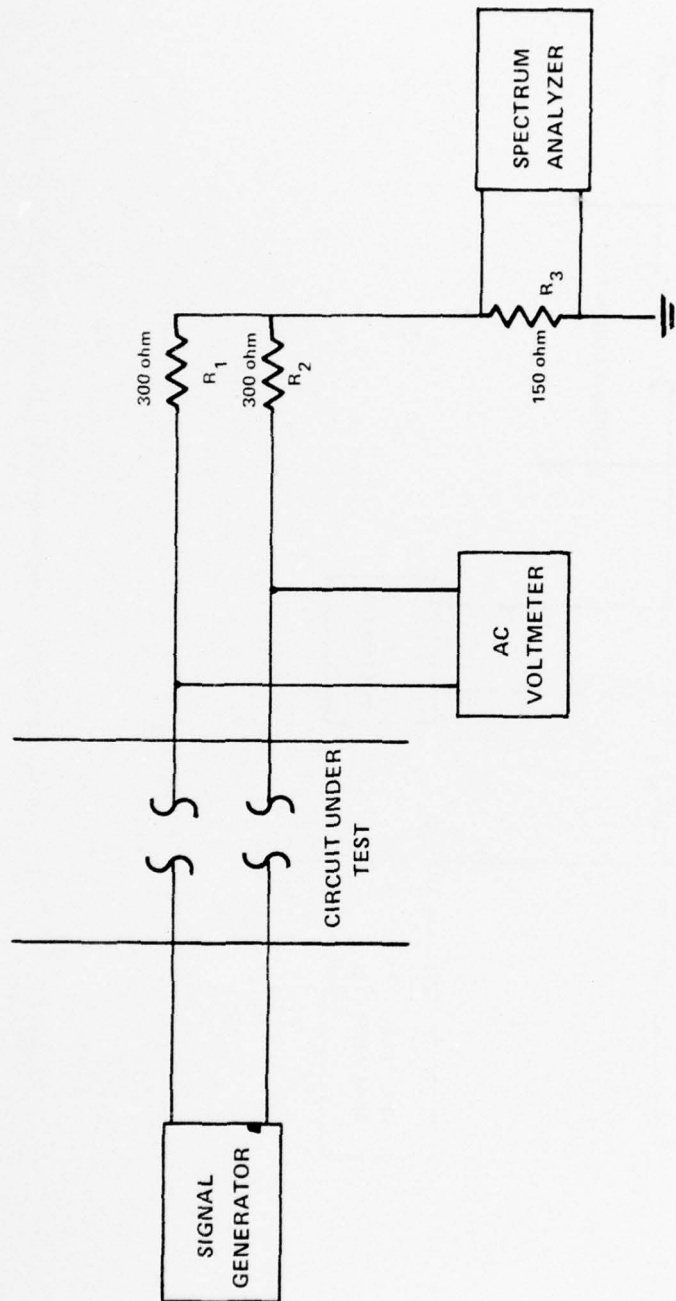 SIGNAL
GENERATOR
CIRCUIT UNDER
TEST
AC
VOLTMETER
300 ohm
R1
300 ohm
R2
150 ohm
R3
SPECTRUM
ANALYZER